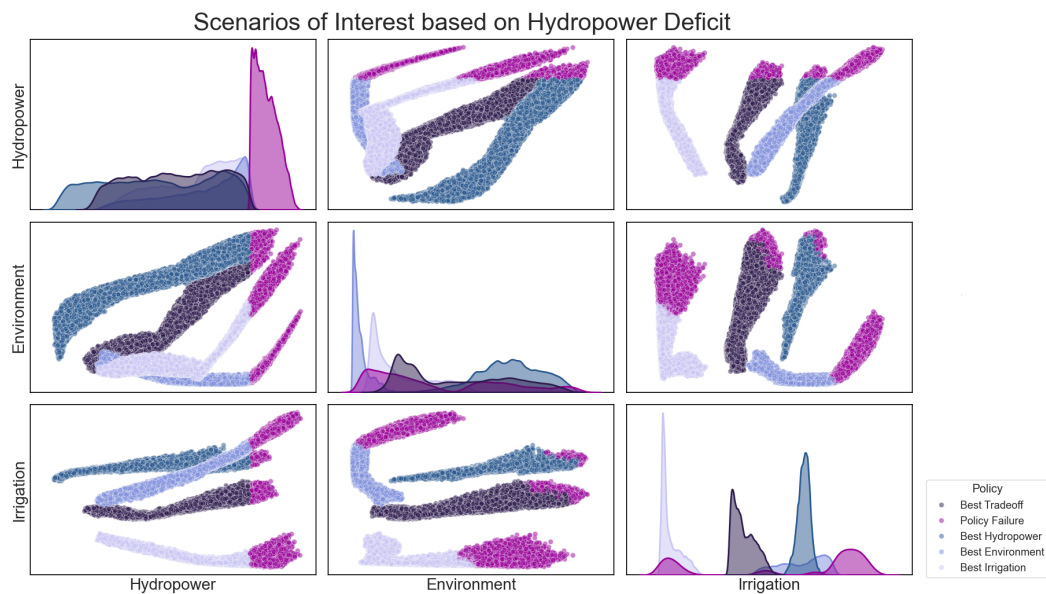 Scenarios of Interest based on Hydropower Deficit
Hydropower
Environment
Irrigation
Hydropower
Environment
Irrigation
Policy
Best Tradeoff
Policy Failure
Best Hydropower
Best Environment
Best Irrigation